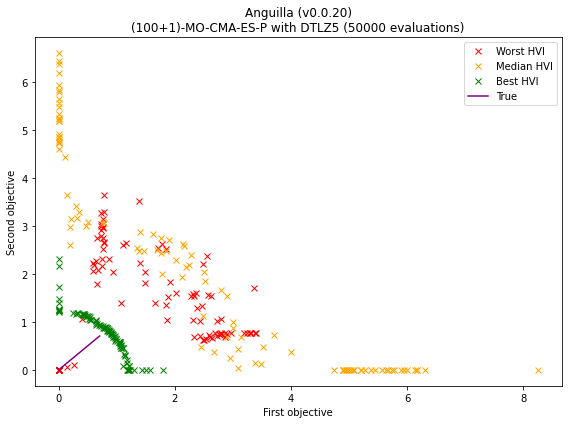 Anguilla (v0.0.20)
(100+1)-MO-CMA-ES-P with DTLZ5 (50000 evaluations)
Worst HVI
Median HVI
Best HVI
True
Second objective
6
5
4
3
2
1
0
0
2
4
6
8
First objective